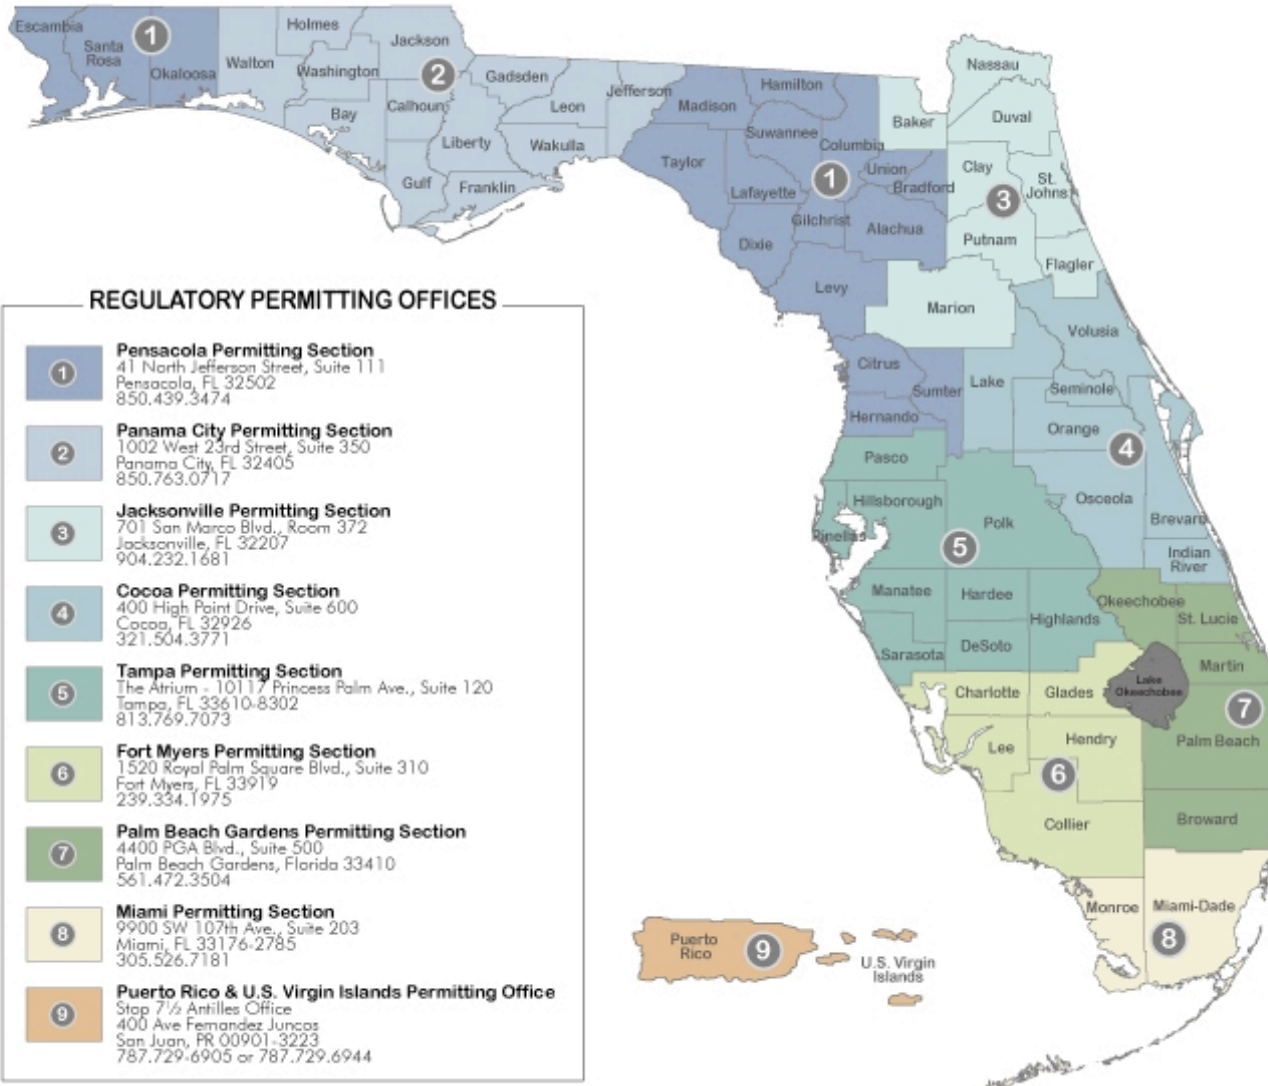 Escambia
Santa
Rosa
1
Okaloosa
Walton
Holmes
Washington
Bay
Jackson
2
Calhoun
Gulf
Liberty
Franklin
Gadsden
Leon
Wakulla
Jefferson
Madison
Taylor
Hamilton
Suwannee
Lafayette
Dixie
Columbia
1
Gilchrist
Union
Bradford
Alachua
Levy
Baker
Nassau
Duval
Clay
3
St.
Johns
Putnam
Flagler
Marion
Citrus
Sumter
Hernando
Lake
Volusia
Seminole
Orange
4
Osceola
Brevard
Indian
River
Pasco
Hillsborough
Pinellas
Polk
5
Manatee
Hardee
Highlands
Sarasota
DeSoto
Okeechobee
St. Lucie
Martin
Lake
Okeechobee
7
Palm Beach
Broward
Charlotte
Glades
Lee
Hendry
6
Collier
Monroe
Miami-Dade
8
Puerto
Rico
9
U.S. Virgin
Islands
REGULATORY PERMITTING OFFICES
1
Pensacola Permitting Section
41 North Jefferson Street, Suite 111
Pensacola, FL 32502
850.439.3474
2
Panama City Permitting Section
1002 West 23rd Street, Suite 350
Panama City, FL 32405
850.763.0717
3
Jacksonville Permitting Section
701 San Marco Blvd., Room 372
Jacksonville, FL 32207
904.232.1681
4
Cocoa Permitting Section
400 High Point Drive, Suite 600
Cocoa, FL 32926
321.504.3771
5
Tampa Permitting Section
The Atrium - 10117 Princess Palm Ave., Suite 120
Tampa, FL 33610-8302
813.769.7073
6
Fort Myers Permitting Section
1520 Royal Palm Square Blvd., Suite 310
Fort Myers, FL 33919
239.334.1975
7
Palm Beach Gardens Permitting Section
4400 PGA Blvd., Suite 500
Palm Beach Gardens, Florida 33410
561.472.3504
8
Miami Permitting Section
9900 SW 107th Ave., Suite 203
Miami, FL 33176-2785
305.526.7181
9
Puerto Rico & U.S. Virgin Islands Permitting Office
Stop 7½ Antilles Office
400 Ave Fernandez Juncos
San Juan, PR 00901-3223
787.729-6905 or 787.729.6944